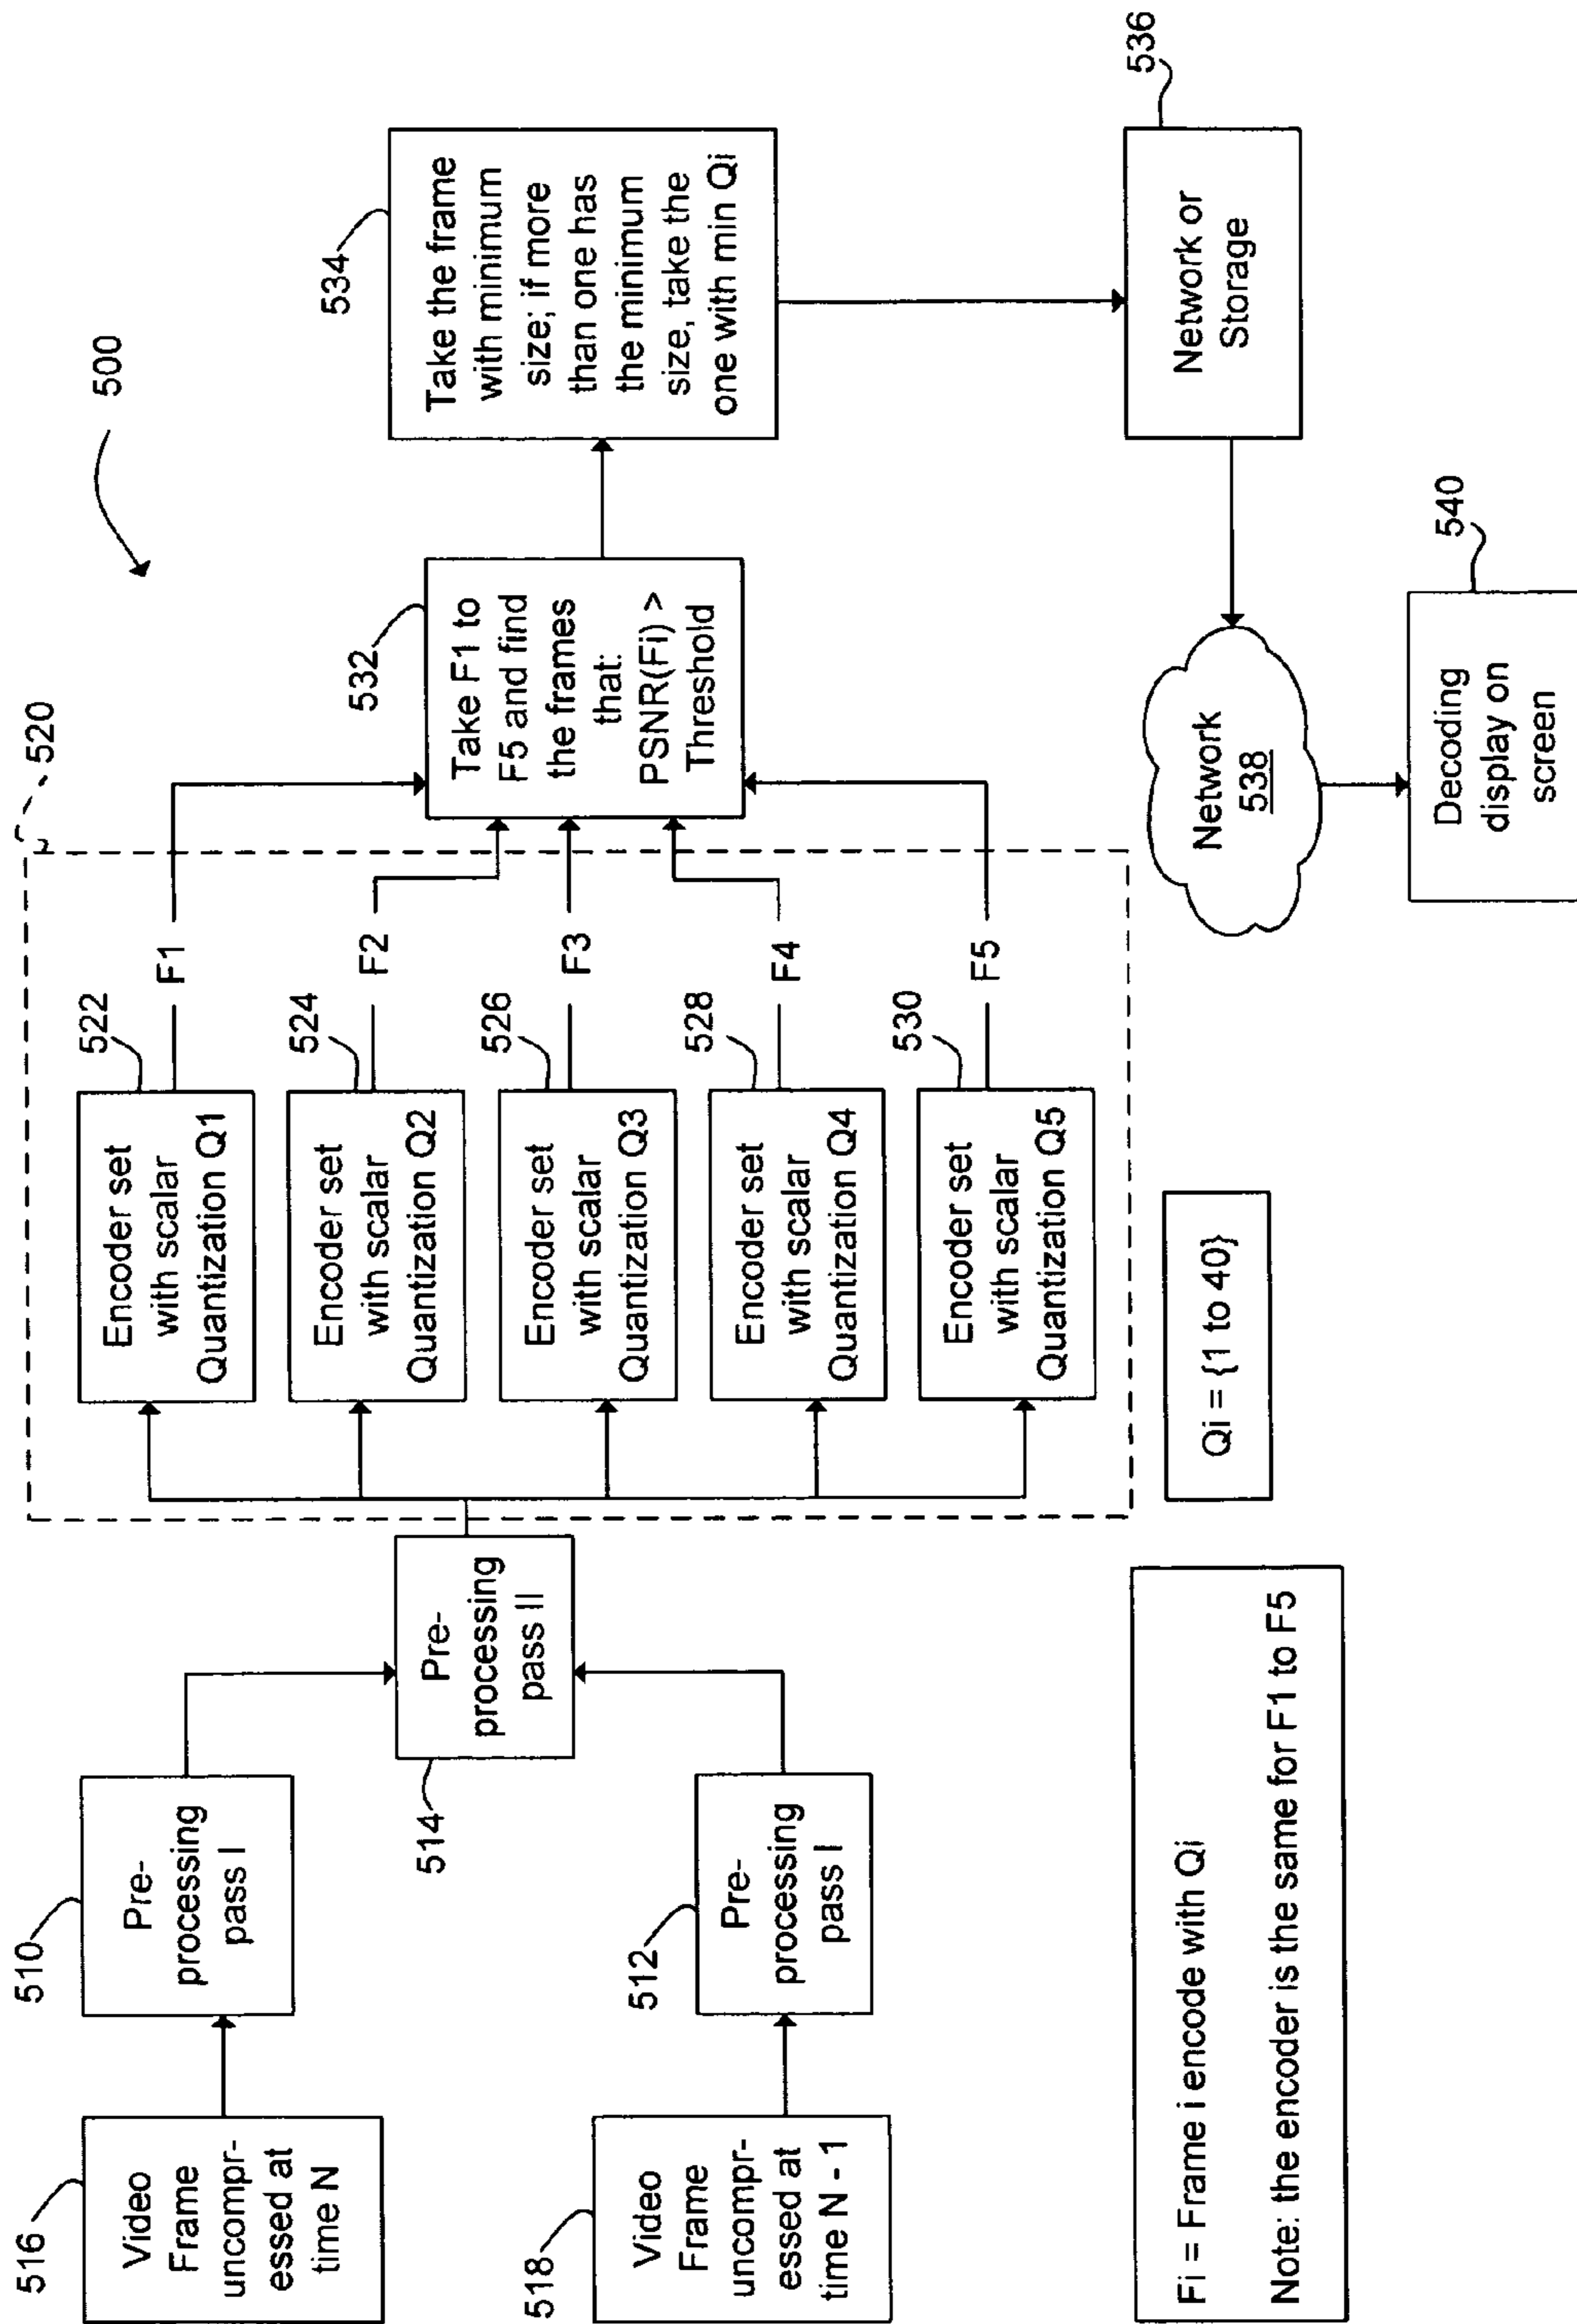 500
516
Video
Frame
uncompr-
essed at
time N
510
Pre-
processing
pass I
518
Video
Frame
uncompr-
essed at
time N - 1
512
Pre-
processing
pass I
514
Pre-
processing
pass II
520
522
Encoder set
with scalar
Quantization Q1
F1
524
Encoder set
with scalar
Quantization Q2
F2
526
Encoder set
with scalar
Quantization Q3
F3
528
Encoder set
with scalar
Quantization Q4
F4
530
Encoder set
with scalar
Quantization Q5
F5
532
Take F1 to
F5 and find
the frames
that:
PSNR(Fi) >
Threshold
534
Take the frame
with minimum
size; if more
than one has
the minimum
size, take the
one with min Qi
536
Network or
Storage
Network
538
540
Decoding
display on
screen
Qi = {1 to 40}
Fi = Frame i encode with Qi
Note: the encoder is the same for F1 to F5